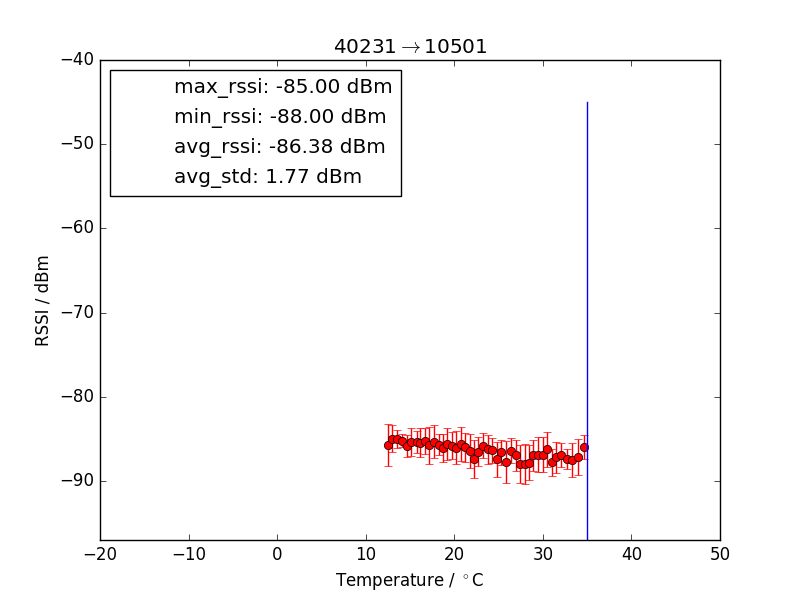 40231→10501
max_rssi: -85.00 dBm
min_rssi: -88.00 dBm
avg_rssi: -86.38 dBm
avg_std: 1.77 dBm
−40
−50
−60
−70
−80
−90
RSSI / dBm
−20
−10
0
10
20
30
40
50
Temperature / °C